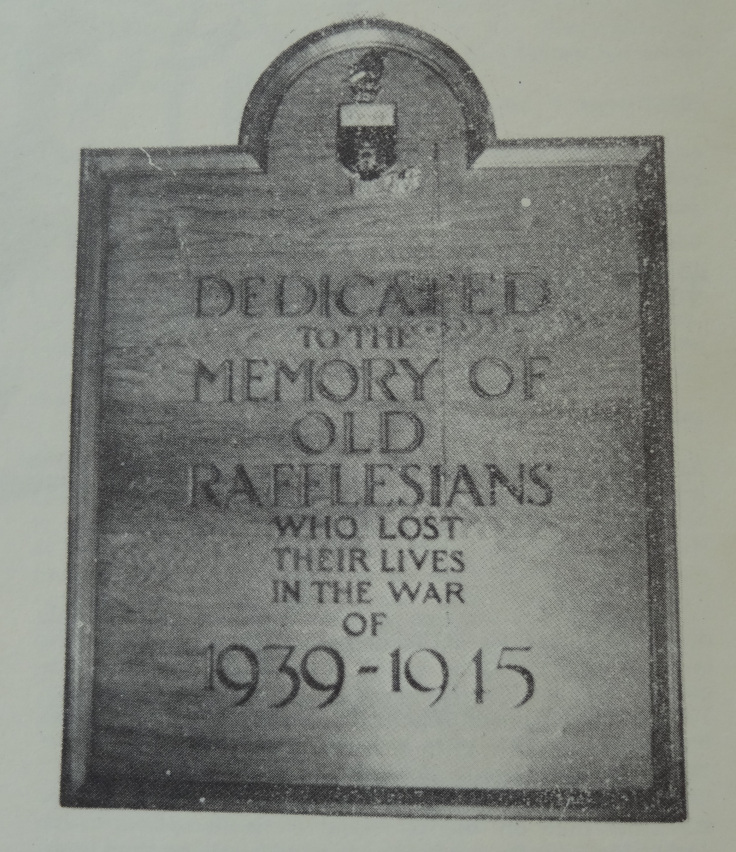 DEDICATED
TO THE
MEMORY OF
OLD
RAFFLESIANS
WHO LOST
THEIR LIVES
IN THE WAR
OF
1939-1945